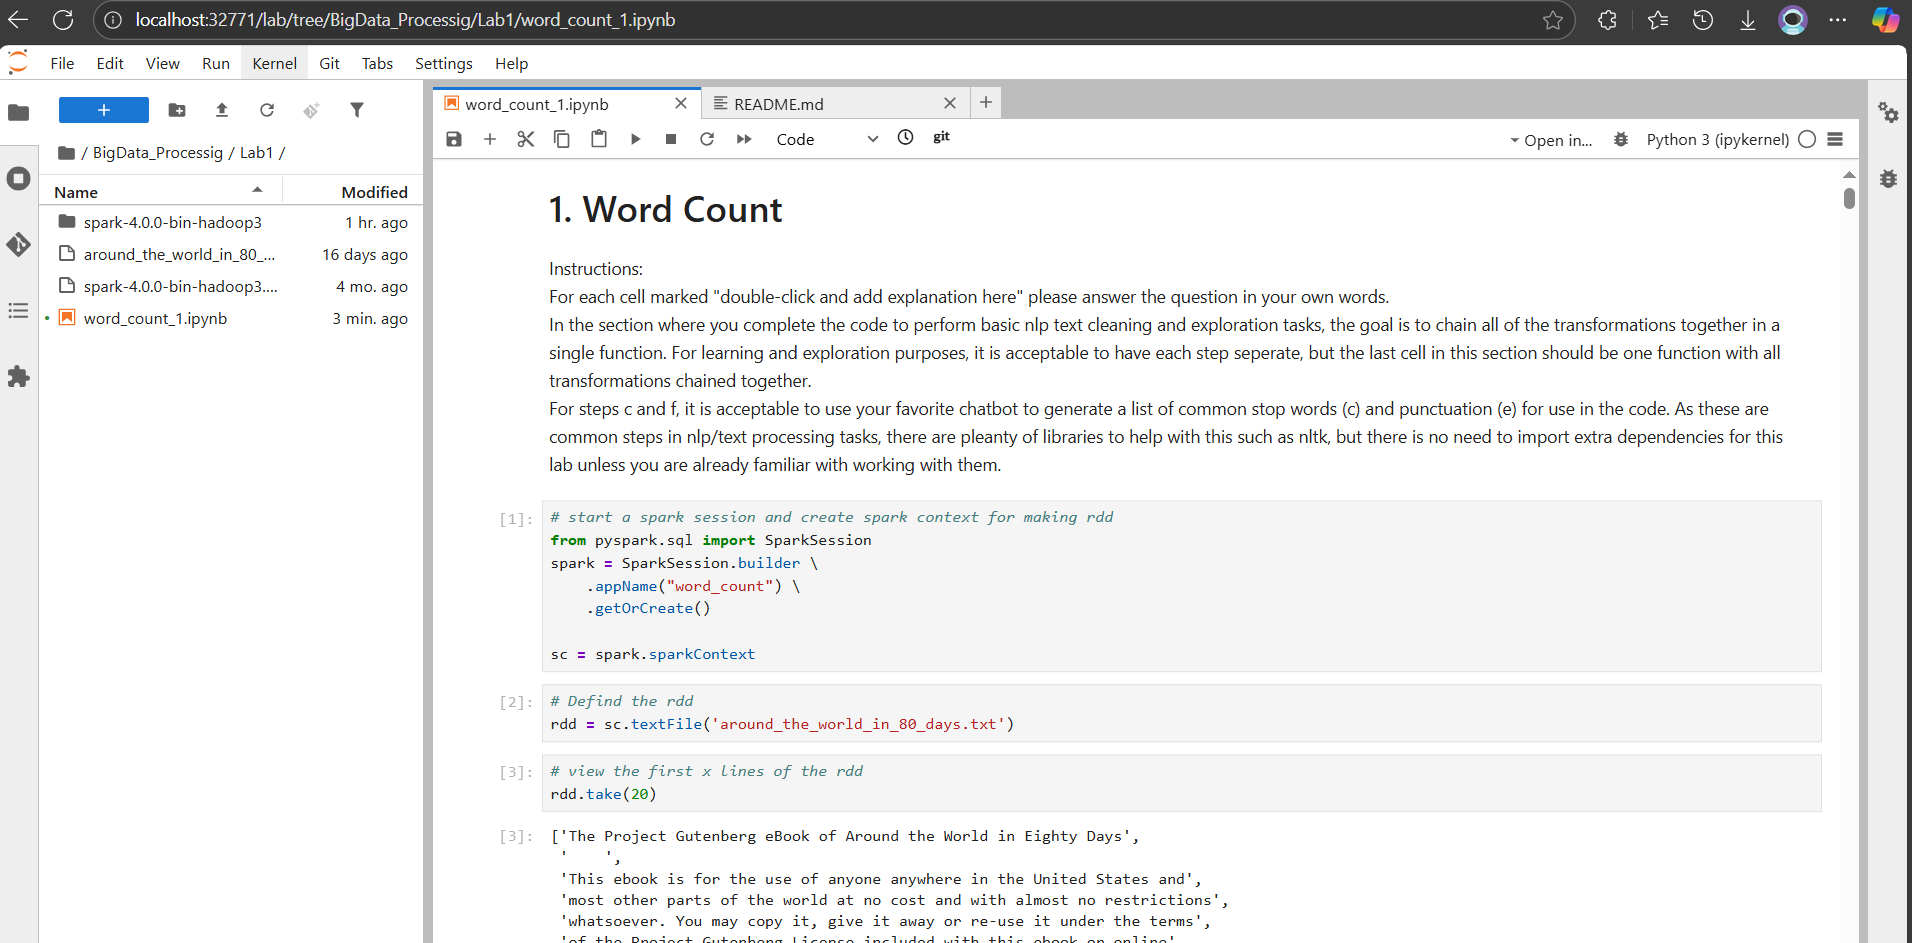 localhost:32771/lab/tree/BigData_Processig/Lab1/word_count_1.ipynb
File Edit View Run Kernel Git Tabs Settings Help
+
/ BigData_Processig / Lab1 /
Name Modified
spark-4.0.0-bin-hadoop3 1 hr. ago
around_the_world_in_80_... 16 days ago
spark-4.0.0-bin-hadoop3.... 4 mo. ago
word_count_1.ipynb 3 min. ago
word_count_1.ipynb README.md
Code git Open in... Python 3 (ipykernel)
1. Word Count
Instructions:
For each cell marked "double-click and add explanation here" please answer the question in your own words.
In the section where you complete the code to perform basic nlp text cleaning and exploration tasks, the goal is to chain all of the transformations together in a
single function. For learning and exploration purposes, it is acceptable to have each step seperate, but the last cell in this section should be one function with all
transformations chained together.
For steps c and f, it is acceptable to use your favorite chatbot to generate a list of common stop words (c) and punctuation (e) for use in the code. As these are
common steps in nlp/text processing tasks, there are pleanty of libraries to help with this such as nltk, but there is no need to import extra dependencies for this
lab unless you are already familiar with working with them.
[1]: # start a spark session and create spark context for making rdd
from pyspark.sql import SparkSession
spark = SparkSession.builder \
.appName("word_count") \
.getOrCreate()
sc = spark.sparkContext
[2]: # Defind the rdd
rdd = sc.textFile('around_the_world_in_80_days.txt')
[3]: # view the first x lines of the rdd
rdd.take(20)
[3]: ['The Project Gutenberg eBook of Around the World in Eighty Days',
'    ',
'This ebook is for the use of anyone anywhere in the United States and',
'most other parts of the world at no cost and with almost no restrictions',
'whatsoever. You may copy it, give it away or re-use it under the terms',
'of the Project Gutenberg License included with this ebook or online'